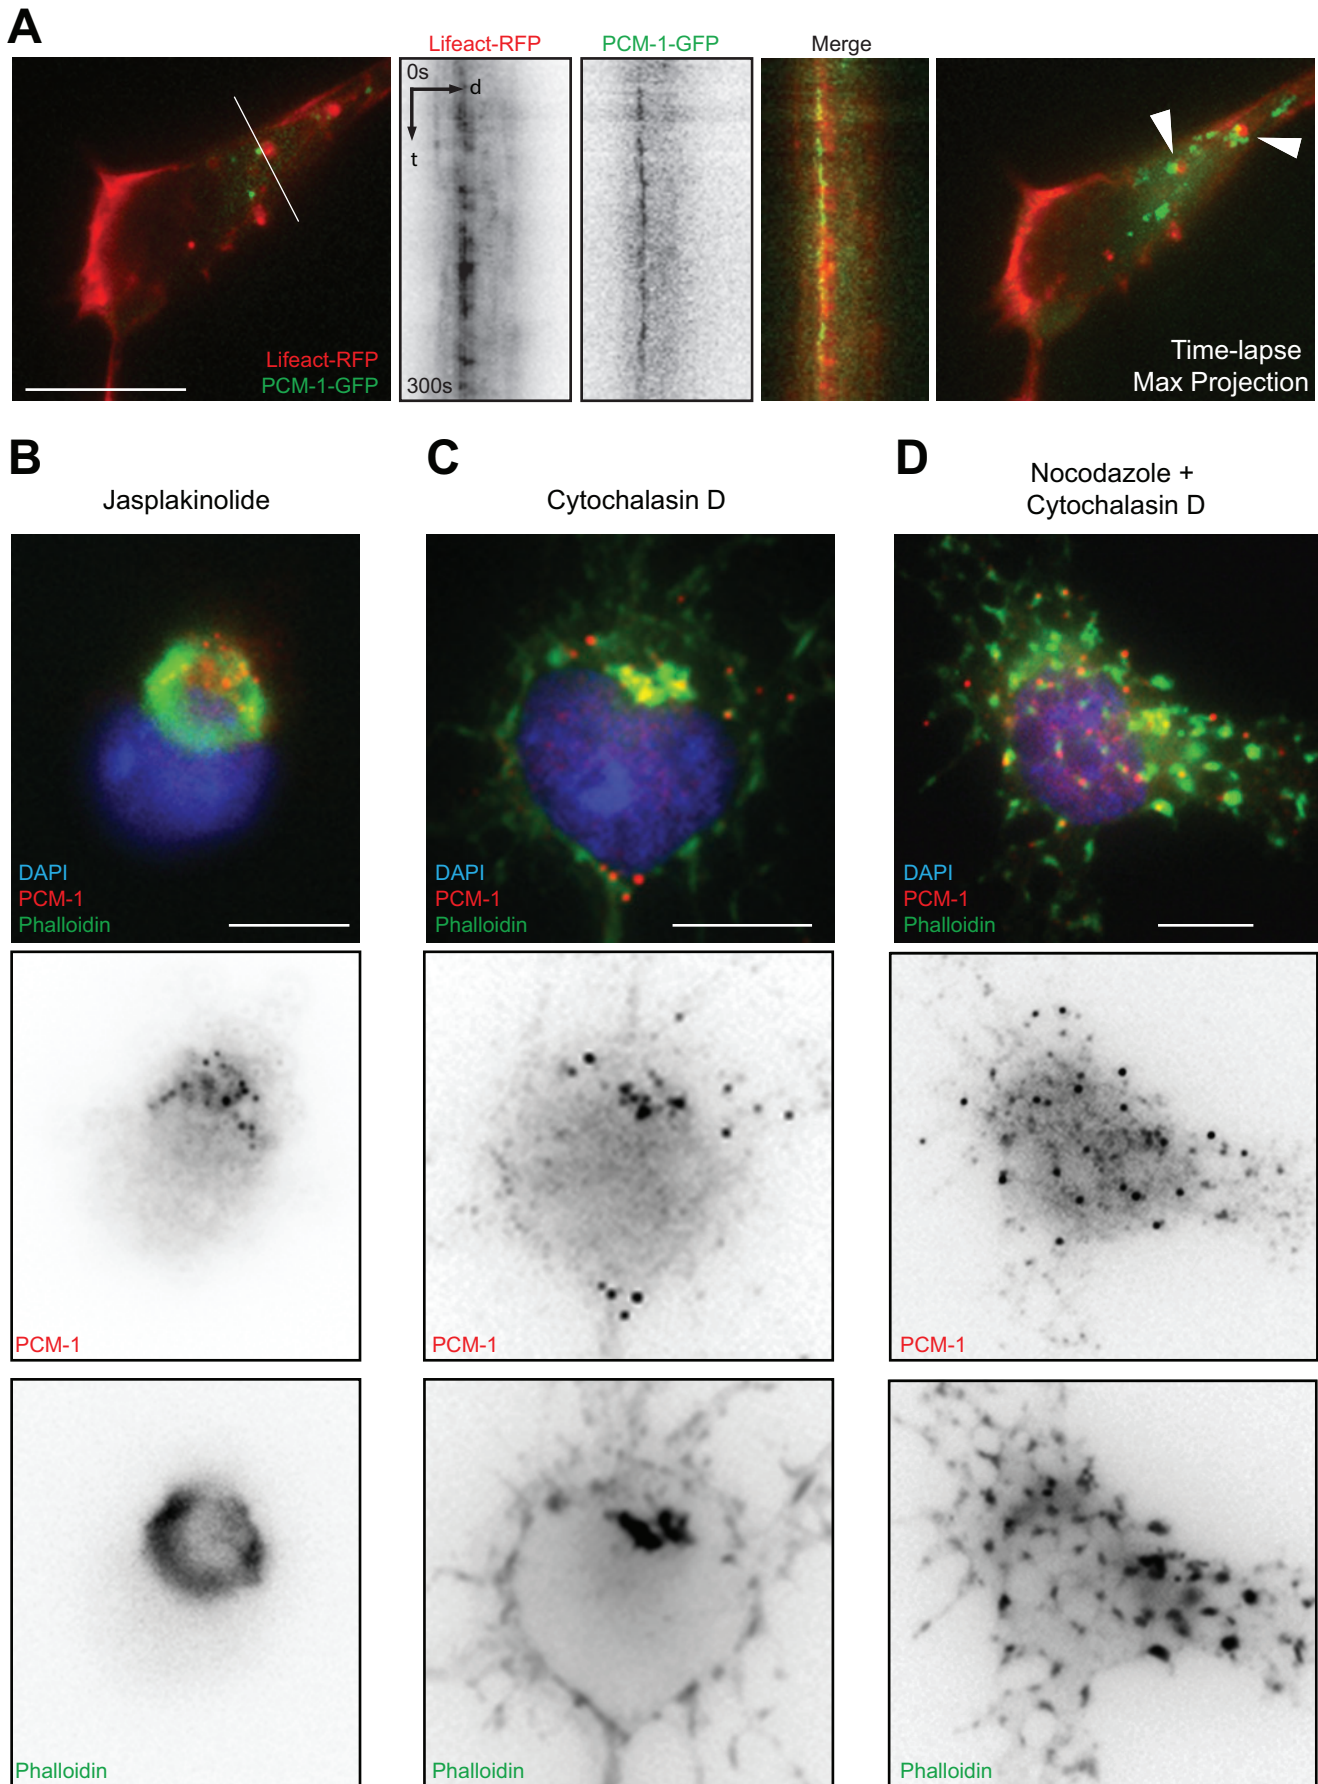 A
Lifeact-RFP
PCM-1-GFP
Merge
0s
d
t
300s
Lifeact-RFP
PCM-1-GFP
Time-lapse
Max Projection
B
Jasplakinolide
C
Cytochalasin D
D
Nocodazole +
Cytochalasin D
DAPI
PCM-1
Phalloidin
DAPI
PCM-1
Phalloidin
DAPI
PCM-1
Phalloidin
PCM-1
PCM-1
PCM-1
Phalloidin
Phalloidin
Phalloidin